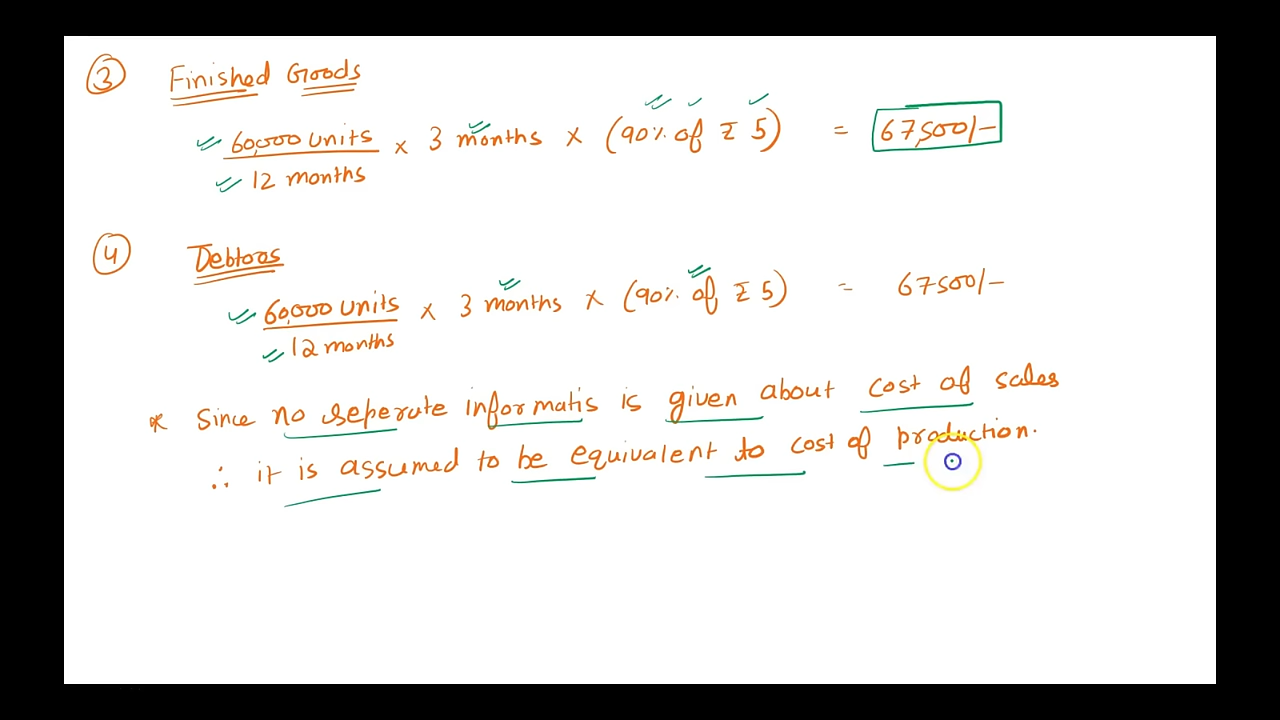 3 Finished Goods
60,000 units × 3 months × (90% of ₹ 5) = 67,500/-
12 months
4 Debtors
60,000 units × 3 months × (90% of ₹ 5) = 67500/-
12 months
* Since no seperate informatis is given about cost of sales
∴ it is assumed to be equivalent to cost of production.